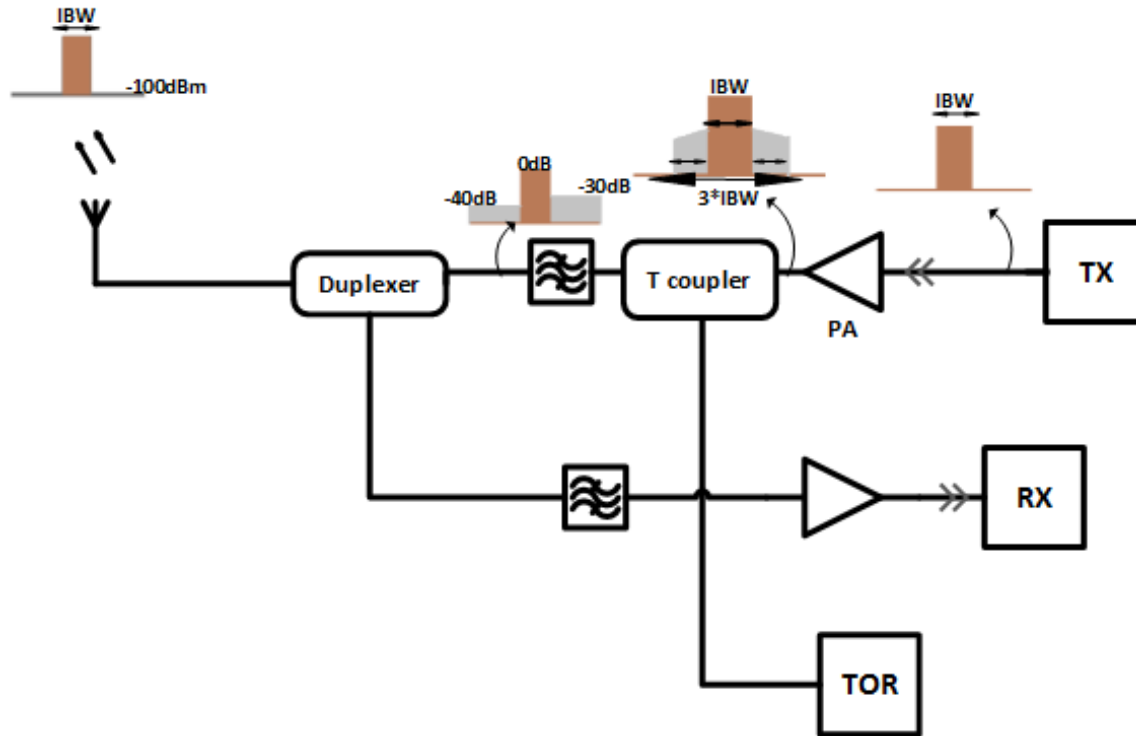 IBW
-100dBm
IBW
3*IBW
IBW
0dB
-40dB
-30dB
Duplexer
T coupler
PA
TX
RX
TOR